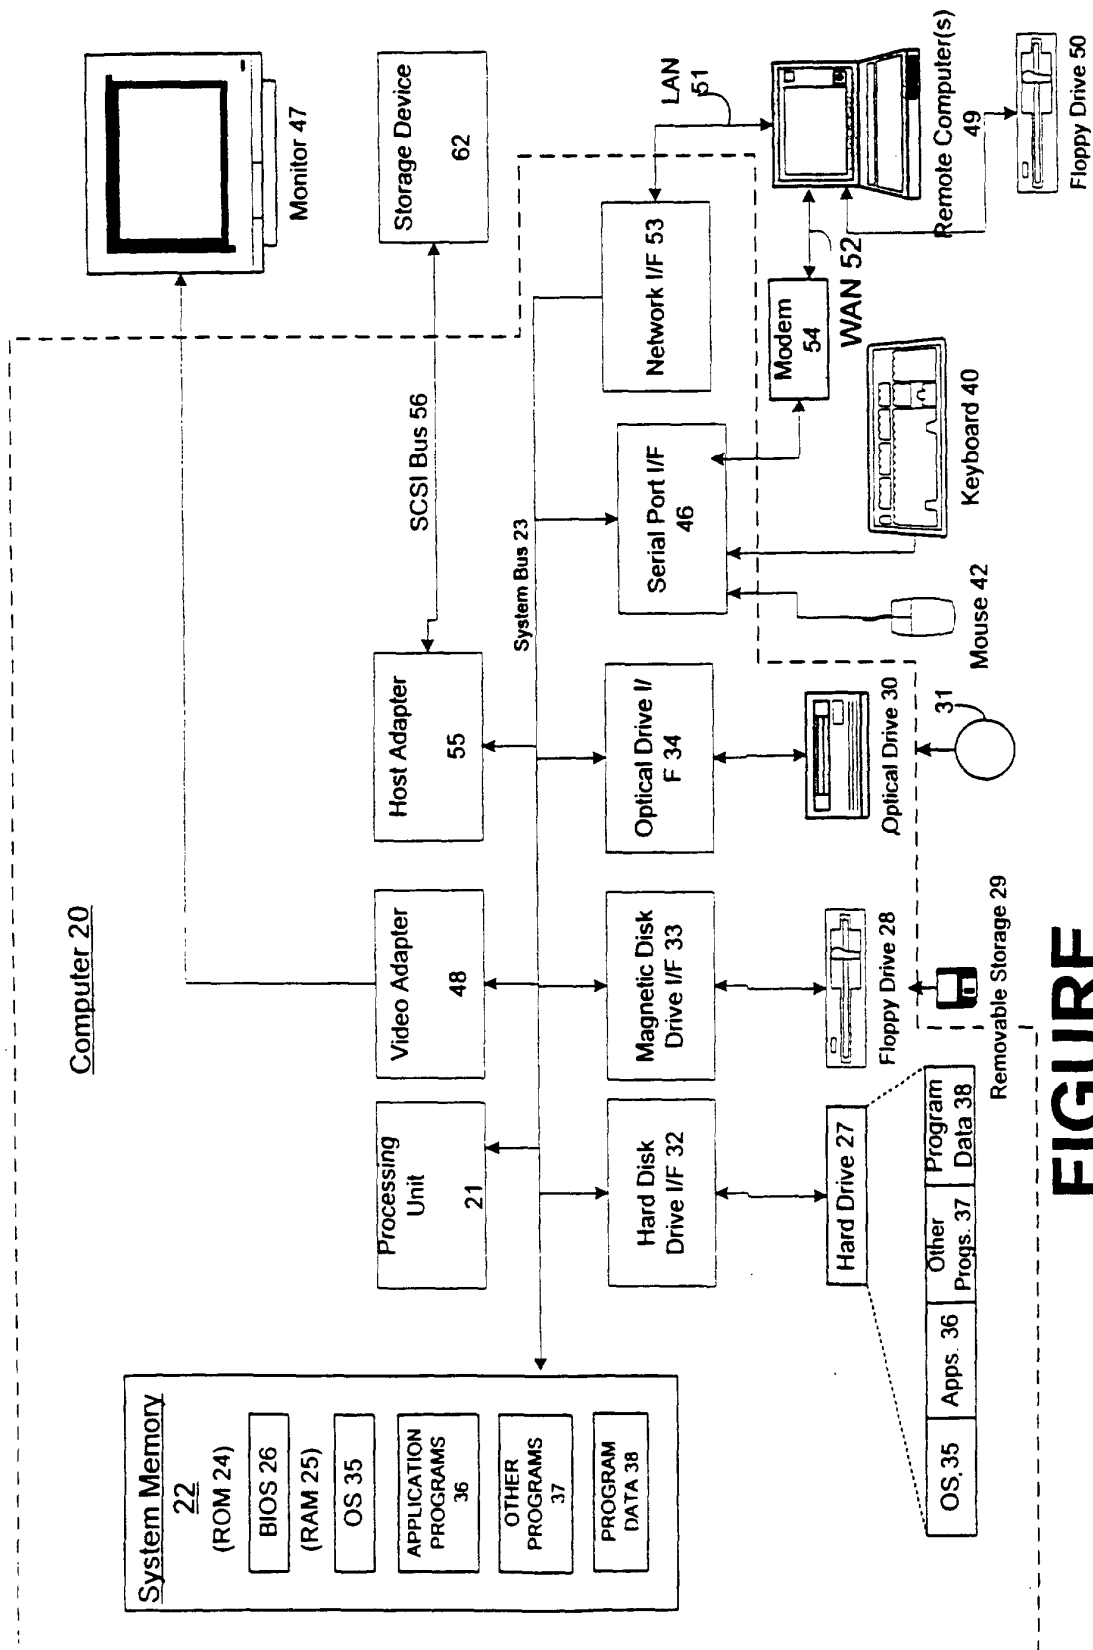 Computer 20
System Memory
22
(ROM 24)
BIOS 26
(RAM 25)
OS 35
APPLICATION
PROGRAMS
36
OTHER
PROGRAMS
37
PROGRAM
DATA 38
Processing
Unit
21
Video Adapter
48
Host Adapter
55
Monitor 47
SCSI Bus 56
Storage Device
62
System Bus 23
Hard Disk
Drive I/F 32
Magnetic Disk
Drive I/F 33
Optical Drive I/
F 34
Serial Port I/F
46
Network I/F 53
LAN
51
Hard Drive 27
Floppy Drive 28
Optical Drive 30
Modem
54
WAN 52
OS 35
Apps. 36
Other
Progs. 37
Program
Data 38
Removable Storage 29
31
Mouse 42
Keyboard 40
Remote Computer(s)
49
Floppy Drive 50
FIGURE